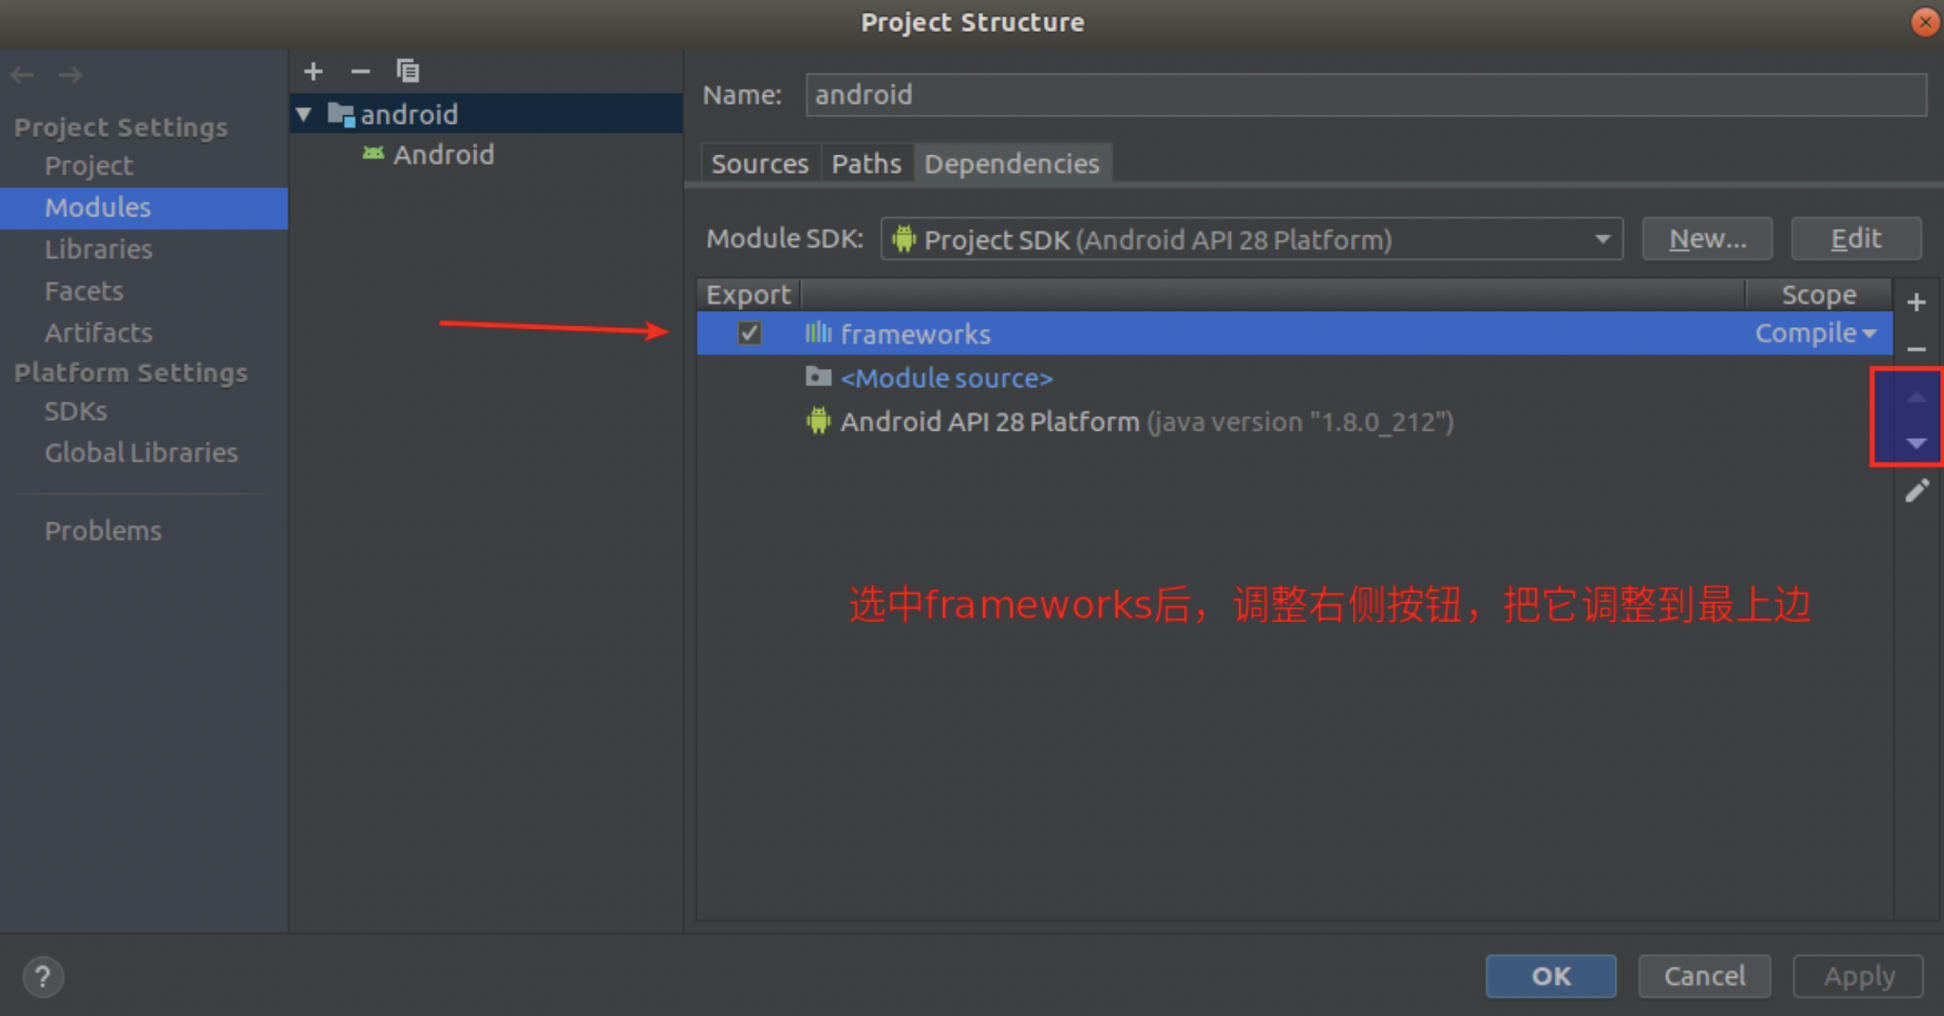 Project Structure
Project Settings
Project
Modules
Libraries
Facets
Artifacts
Platform Settings
SDKs
Global Libraries
Problems
android
Android
Name: android
Sources Paths Dependencies
Module SDK: Project SDK (Android API 28 Platform) New... Edit
Export Scope
frameworks Compile
<Module source>
Android API 28 Platform (java version "1.8.0_212")
选中frameworks后，调整右侧按钮，把它调整到最上边
? OK Cancel Apply